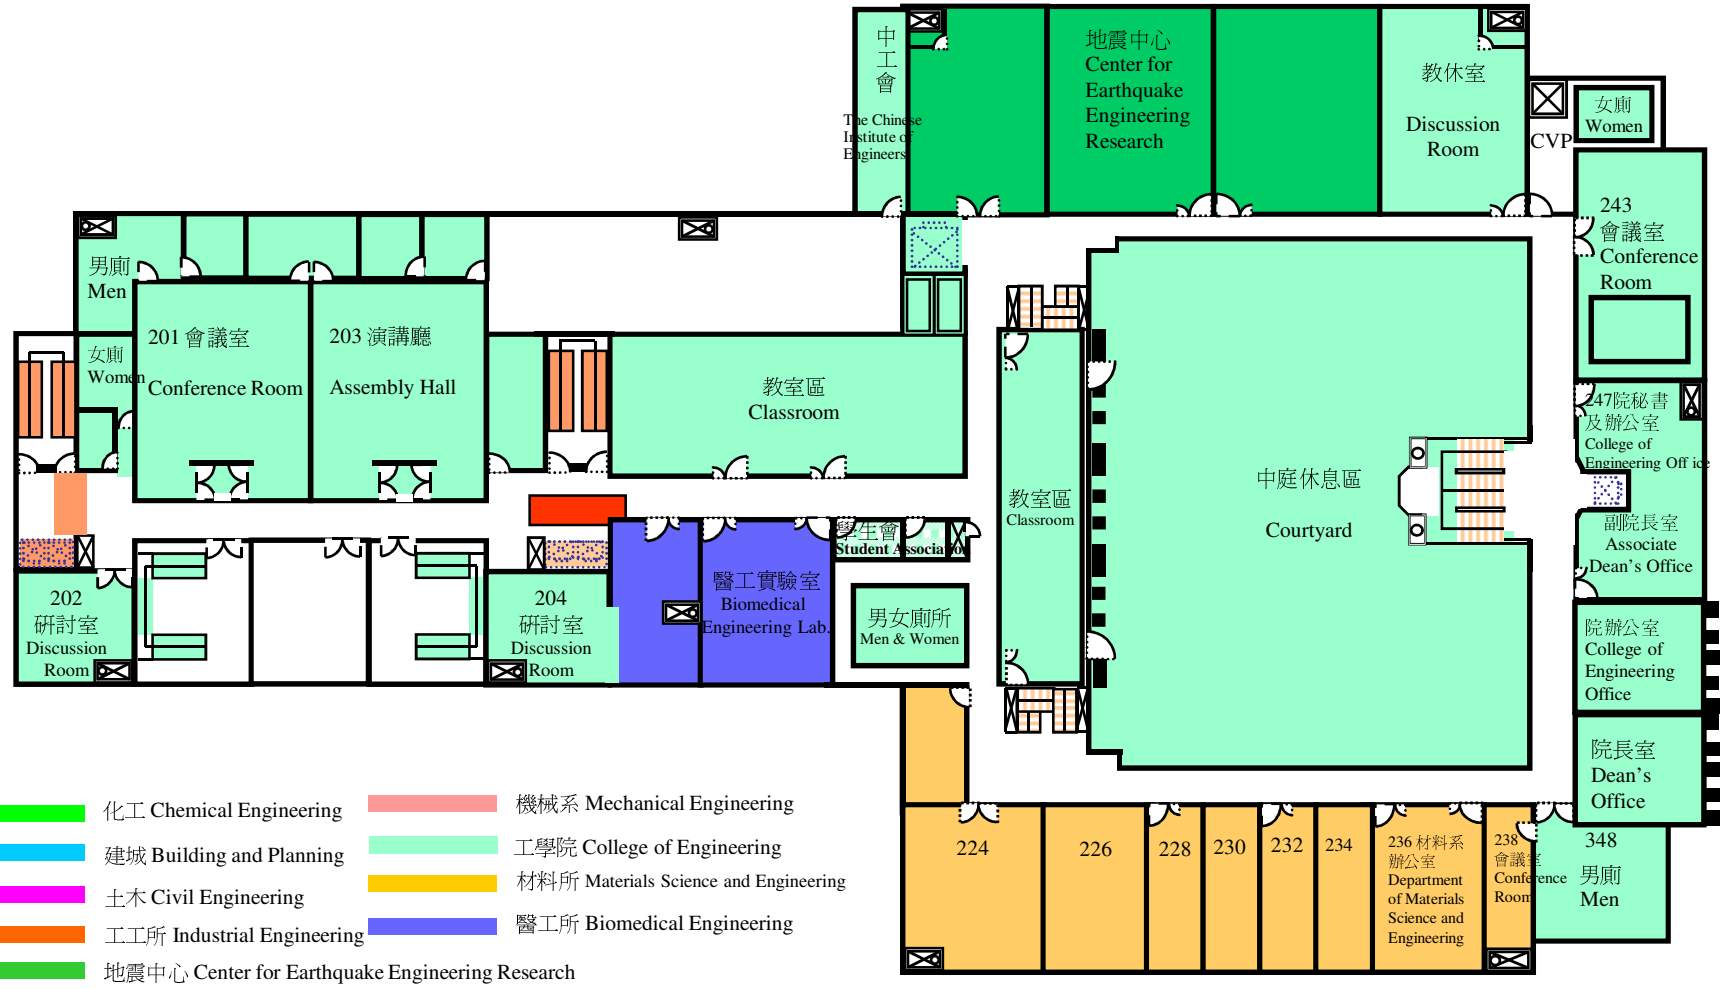 中
工
會
The Chinese
Institute of
Engineers
地震中心
Center for
Earthquake
Engineering
Research
教休室
Discussion
Room
女廁
Women
CVP
243
會議室
Conference
Room
男廁
Men
女廁
Women
201 會議室
Conference Room
203 演講廳
Assembly Hall
教室區
Classroom
教室區
Classroom
中庭休息區
Courtyard
247院秘書
及辦公室
College of
Engineering Off ice
副院長室
Associate
Dean's Office
學生會
Student Association
202
研討室
Discussion
Room
204
研討室
Discussion
Room
醫工實驗室
Biomedical
Engineering Lab.
男女廁所
Men & Women
院辦公室
College of
Engineering
Office
院長室
Dean's
Office
224
226
228
230
232
234
236 材料系
辦公室
Department
of Materials
Science and
Engineering
238
會議室
Conference
Room
348
男廁
Men
化工 Chemical Engineering
建城 Building and Planning
土木 Civil Engineering
工工所 Industrial Engineering
地震中心 Center for Earthquake Engineering Research
機械系 Mechanical Engineering
工學院 College of Engineering
材料所 Materials Science and Engineering
醫工所 Biomedical Engineering